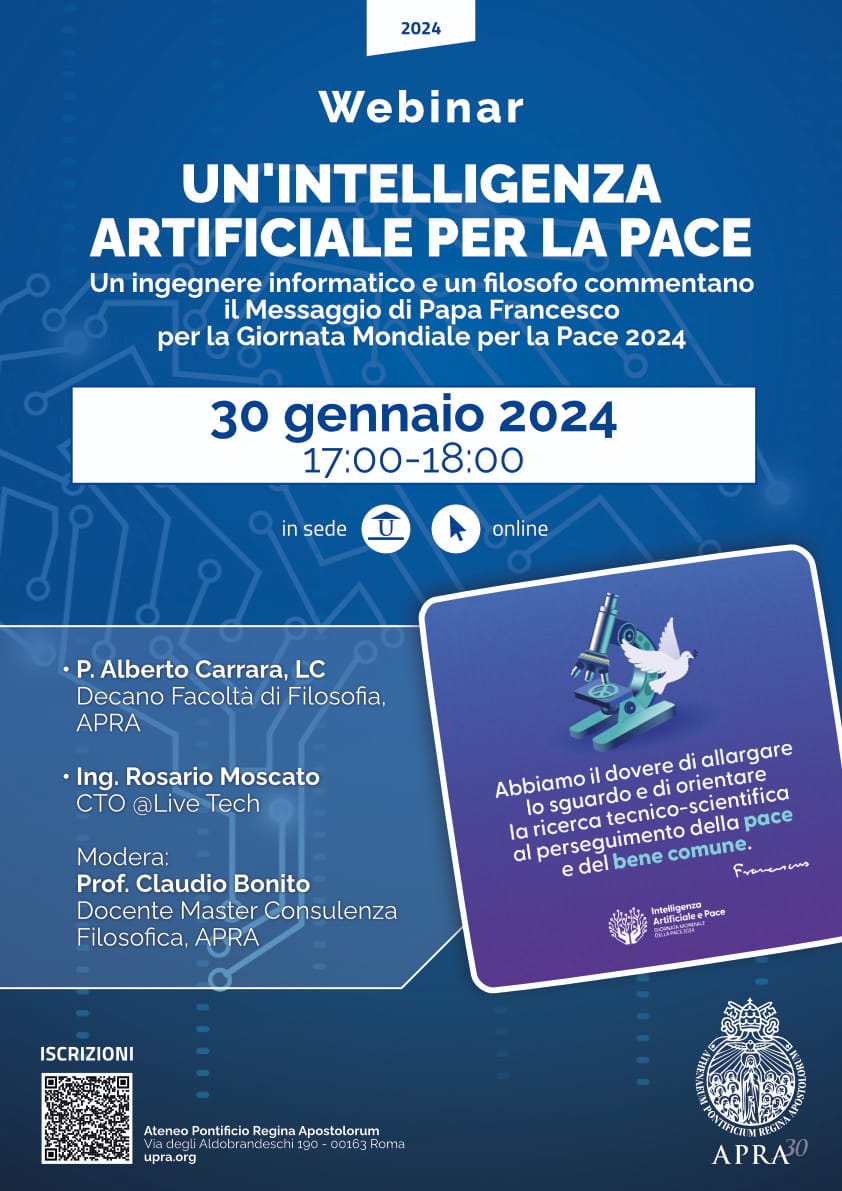 2024
Webinar
UN'INTELLIGENZA
ARTIFICIALE PER LA PACE
Un ingegnere informatico e un filosofo commentano
il Messaggio di Papa Francesco
per la Giornata Mondiale per la Pace 2024
30 gennaio 2024
17:00-18:00
in sede U online
• P. Alberto Carrara, LC
Decano Facoltà di Filosofia,
APRA
• Ing. Rosario Moscato
CTO @Live Tech
Modera:
Prof. Claudio Bonito
Docente Master Consulenza
Filosofica, APRA
Abbiamo il dovere di allargare
lo sguardo e di orientare
la ricerca tecnico-scientifica
al perseguimento della pace
e del bene comune.
Franciscus
Intelligenza
Artificiale e Pace
GIORNATA MONDIALE
DELLA PACE 2024
ISCRIZIONI
Ateneo Pontificio Regina Apostolorum
Via degli Aldobrandeschi 190 - 00163 Roma
upra.org
ATHENAEUM PONTIFICIUM REGINA APOSTOLORUM
APRA 30